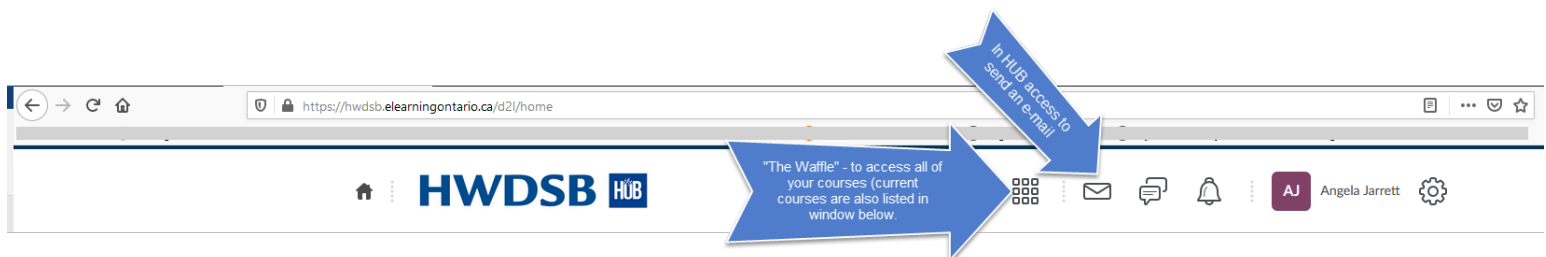 In HUB access to
send an e-mail
https://hwdsb.elearningontario.ca/d2l/home
"The Waffle" - to access all of
your courses (current
courses are also listed in
window below.
HWDSB the HUB
AJ Angela Jarrett